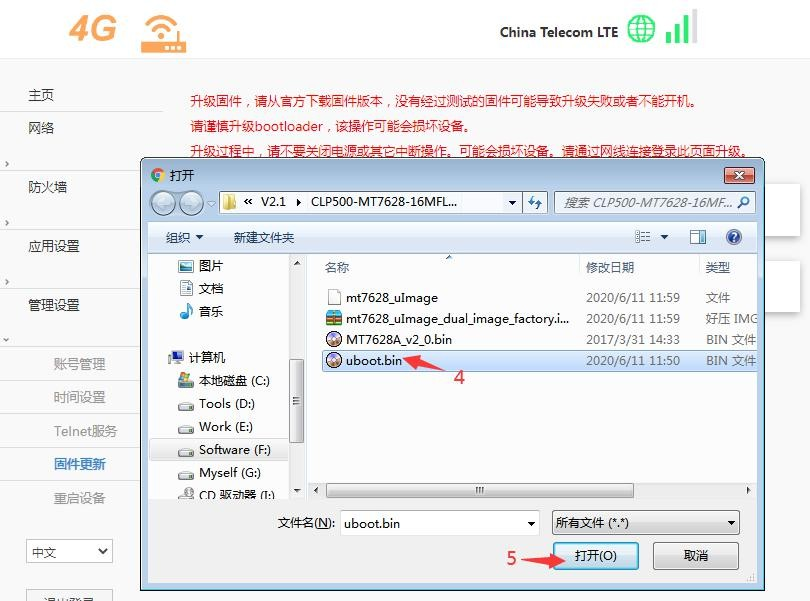 4G
China Telecom LTE
主页
网络
防火墙
应用设置
管理设置
账号管理
时间设置
Telnet服务
固件更新
重启设备
中文
升级固件，请从官方下载固件版本，没有经过测试的固件可能导致升级失败或者不能开机。
请谨慎升级bootloader，该操作可能会损坏设备。
升级过程中，请不要关闭电源或其它中断操作。可能会损坏设备。请通过网线连接登录此页面升级。
打开
« V2.1 CLP500-MT7628-16MFL...
搜索 CLP500-MT7628-16MF...
组织 新建文件夹
图片
文档
音乐
计算机
本地磁盘 (C:)
Tools (D:)
Work (E:)
Software (F:)
Myself (G:)
CD 驱动器 (I:)
名称 修改日期 类型
mt7628_uImage 2020/6/11 11:59 文件
mt7628_uImage_dual_image_factory.i... 2020/6/11 11:59 好压 IMG
MT7628A_v2_0.bin 2017/3/31 14:33 BIN 文件
uboot.bin 2020/6/11 11:50 BIN 文件
4
文件名(N): uboot.bin 所有文件 (*.*)
5 打开(O) 取消